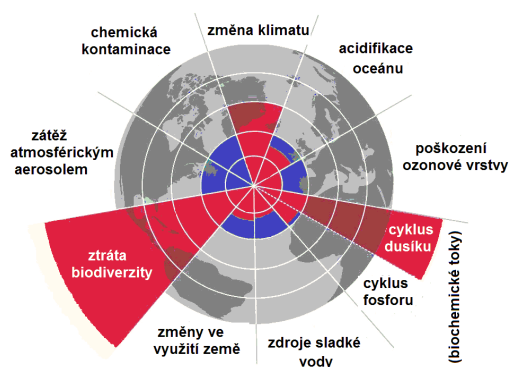 chemická
kontaminace
změna klimatu
acidifikace
oceánu
zátěž
atmosférickým
aerosolem
poškození
ozonové vrstvy
ztráta
biodiverzity
cyklus
dusíku
cyklus
fosforu
(biochemické toky)
změny ve
využití země
zdroje sladké
vody